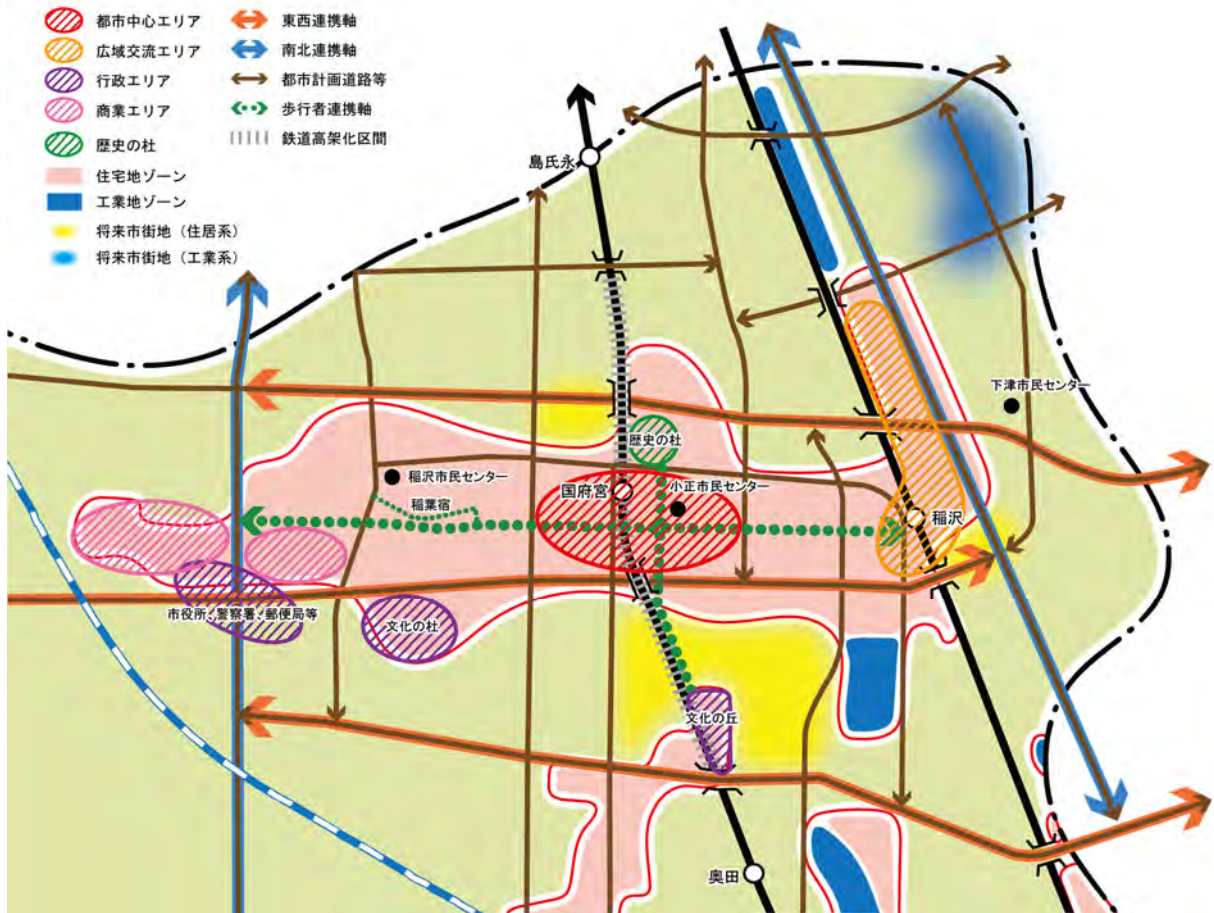 都市中心エリア
広域交流エリア
行政エリア
商業エリア
歴史の杜
住宅地ゾーン
工業地ゾーン
将来市街地（住居系）
将来市街地（工業系）
東西連携軸
南北連携軸
都市計画道路等
歩行者連携軸
鉄道高架化区間
島氏永
下津市民センター
歴史の杜
稲沢市民センター
国府宮
小正市民センター
稲葉宿
稲沢
市役所、警察署、郵便局等
文化の杜
文化の丘
奥田